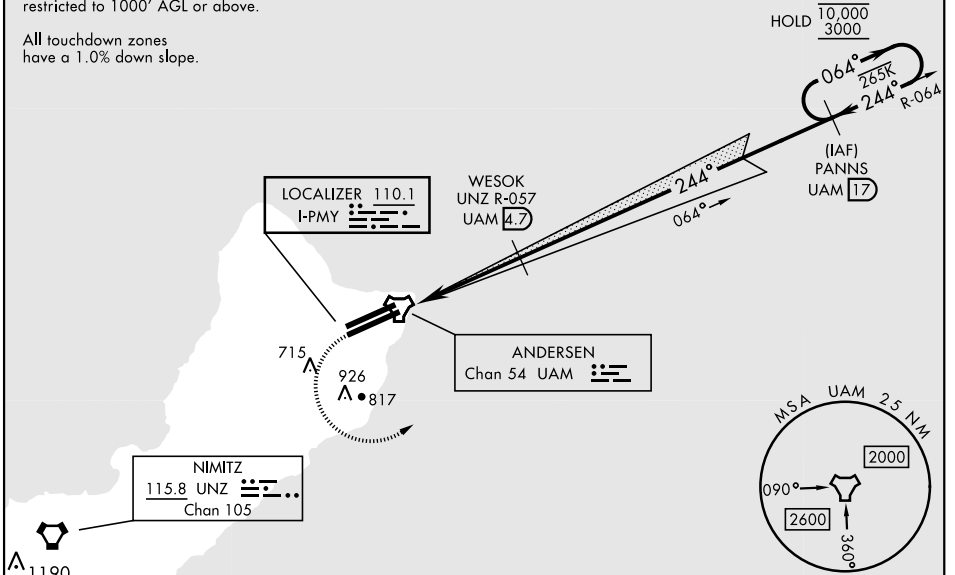 restricted to 1000' AGL or above.
All touchdown zones
have a 1.0% down slope.
HOLD 10,000
3000
064°
265K
244°
R-064
(IAF)
PANNS
UAM 17
LOCALIZER 110.1
I-PMY
WESOK
UNZ R-057
UAM 4.7
244°
064°
ANDERSEN
Chan 54 UAM
715
926
817
NIMITZ
115.8 UNZ
Chan 105
1190
MSA UAM 25 NM
2000
090°
2600
360°